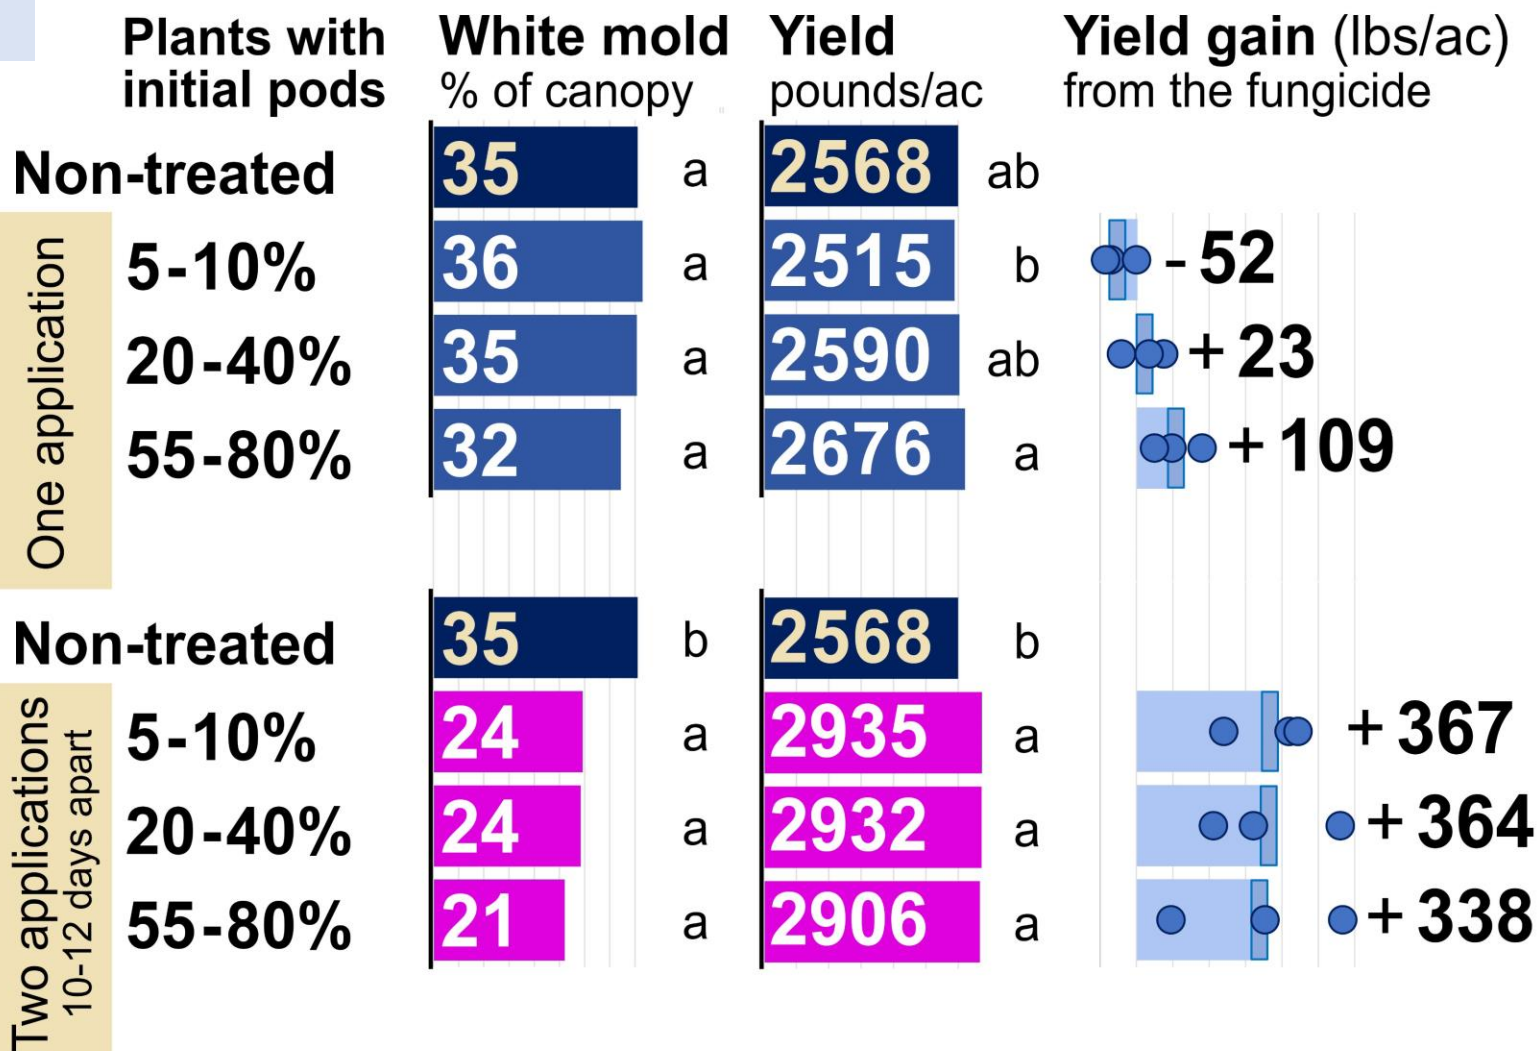 Plants with initial pods
White mold
% of canopy
Yield
pounds/ac
Yield gain (lbs/ac)
from the fungicide
Non-treated 35 a 2568 ab
One application
5-10% 36 a 2515 b - 52
20-40% 35 a 2590 ab + 23
55-80% 32 a 2676 a + 109
Non-treated 35 b 2568 b
Two applications
10-12 days apart
5-10% 24 a 2935 a + 367
20-40% 24 a 2932 a + 364
55-80% 21 a 2906 a + 338